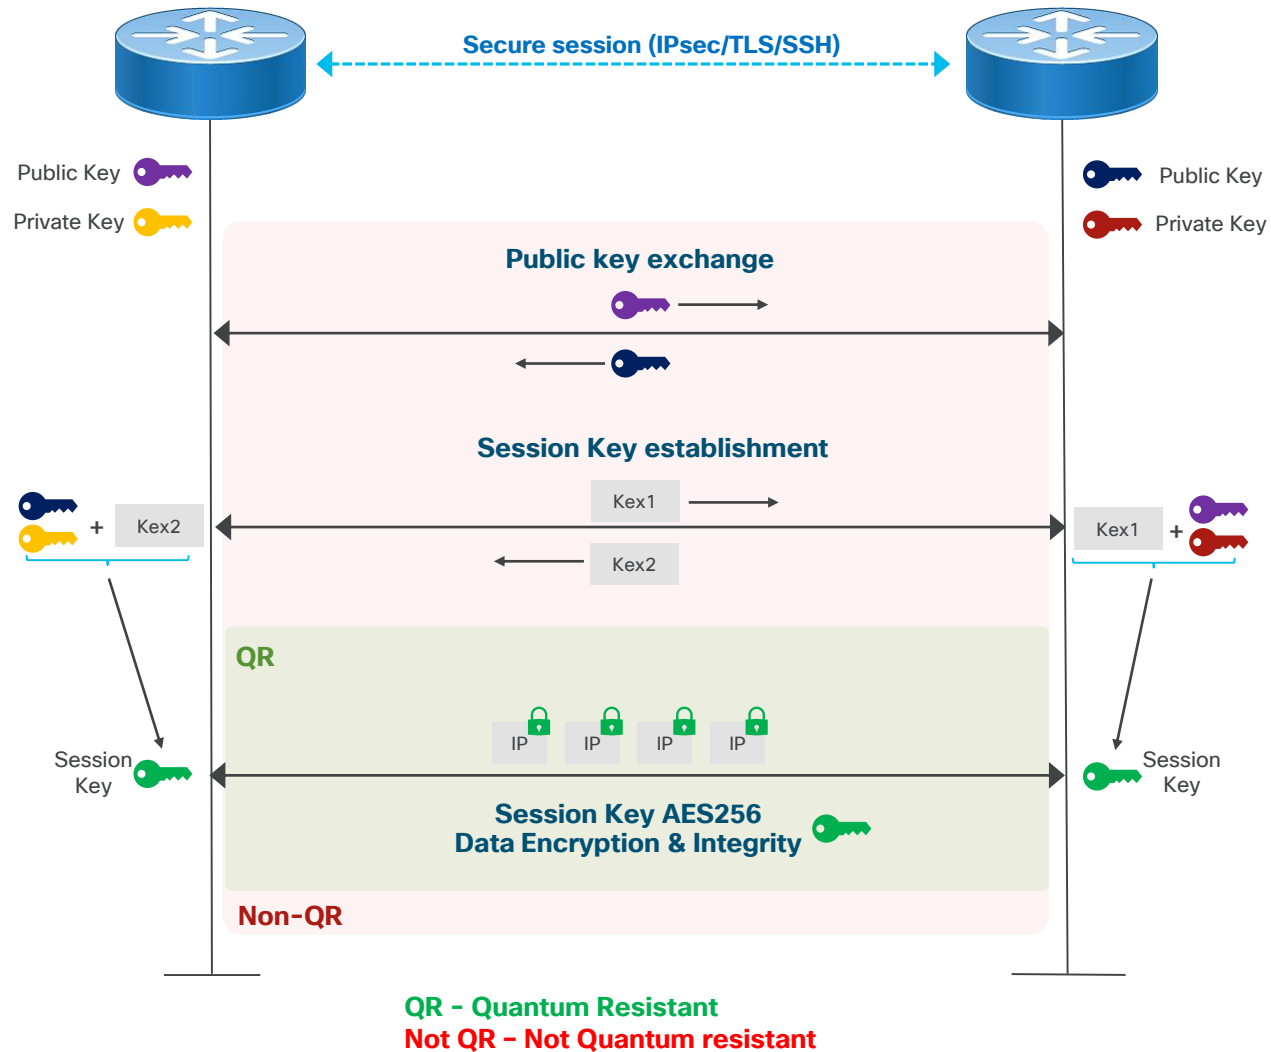 Secure session (IPsec/TLS/SSH)
Public Key
Private Key
Public Key
Private Key
Public key exchange
Session Key establishment
Kex1
Kex2
+
Kex2
Kex1
+
QR
IP
IP
IP
IP
Session
Key
Session
Key
Session Key AES256
Data Encryption & Integrity
Non-QR
QR - Quantum Resistant
Not QR – Not Quantum resistant